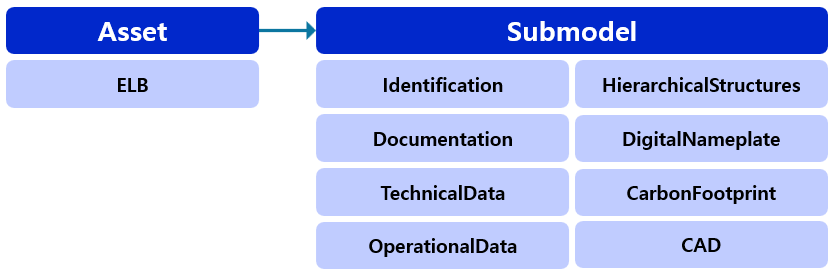 Asset
Submodel
ELB
Identification
HierarchicalStructures
Documentation
DigitalNameplate
TechnicalData
CarbonFootprint
OperationalData
CAD